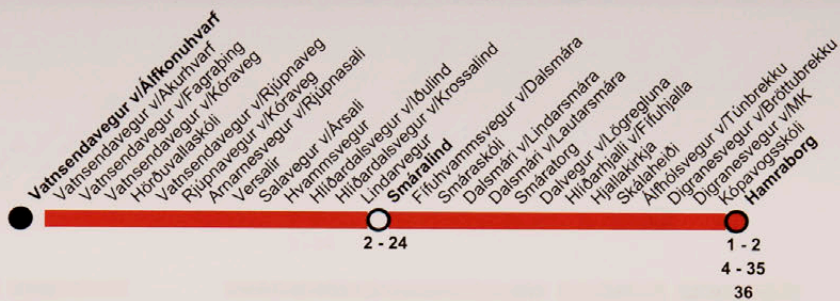 Vatnsendavegur v/Álfkonuhvarf
Vatnsendavegur v/Akurhvarf
Vatnsendavegur v/Fagraþing
Vatnsendavegur v/Kóraveg
Hörðuvallaskóli
Vatnsendavegur v/Rjúpnaveg
Rjúpnavegur v/Kóraveg
Arnarnesvegur v/Rjúpnasali
Versalir
Salavegur v/Ársali
Hvammsvegur
Hlíðardalsvegur v/Iðulind
Hlíðardalsvegur v/Krossalind
Lindarvegur
Smáralind
Fífuhvammsvegur v/Dalsmára
Smáraskóli
Dalsmári v/Lindarsmára
Dalsmári v/Lautarsmára
Smáratorg
Dalvegur v/Lögregluna
Hlíðarhjalli v/Fífuhjalla
Hjallakirkja
Skálaheiði
Álfhólsvegur v/Túnbrekku
Digranesvegur v/Bröttubrekku
Digranesvegur v/MK
Kópavogsskóli
Hamraborg
2 - 24
1 - 2
4 - 35
36